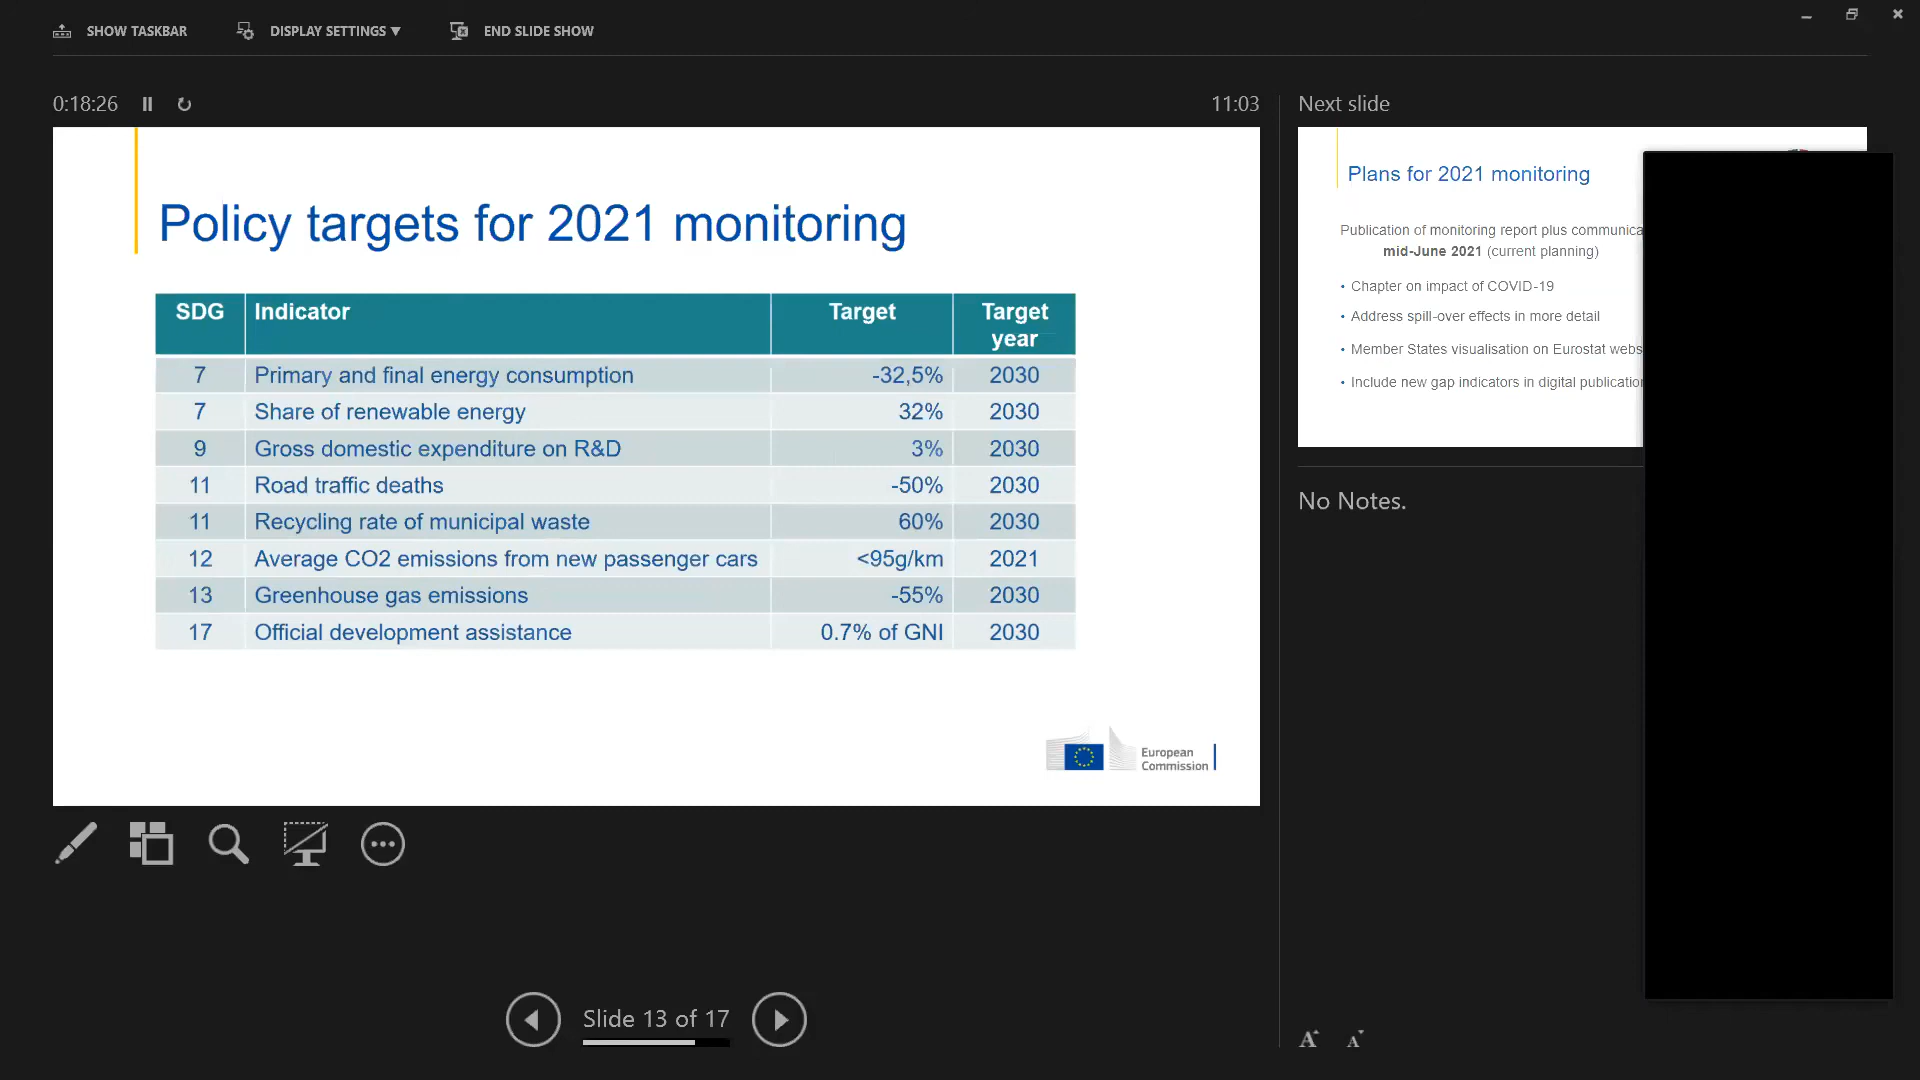 SHOW TASKBAR
DISPLAY SETTINGS ▼
END SLIDE SHOW
0:18:26
11:03
Policy targets for 2021 monitoring
SDG Indicator Target Target year
7 Primary and final energy consumption -32,5% 2030
7 Share of renewable energy 32% 2030
9 Gross domestic expenditure on R&D 3% 2030
11 Road traffic deaths -50% 2030
11 Recycling rate of municipal waste 60% 2030
12 Average CO2 emissions from new passenger cars <95g/km 2021
13 Greenhouse gas emissions -55% 2030
17 Official development assistance 0.7% of GNI 2030
European
Commission
Slide 13 of 17
Next slide
Plans for 2021 monitoring
Publication of monitoring report plus communica
mid-June 2021 (current planning)
• Chapter on impact of COVID-19
• Address spill-over effects in more detail
• Member States visualisation on Eurostat webs
• Include new gap indicators in digital publication
No Notes.
A A